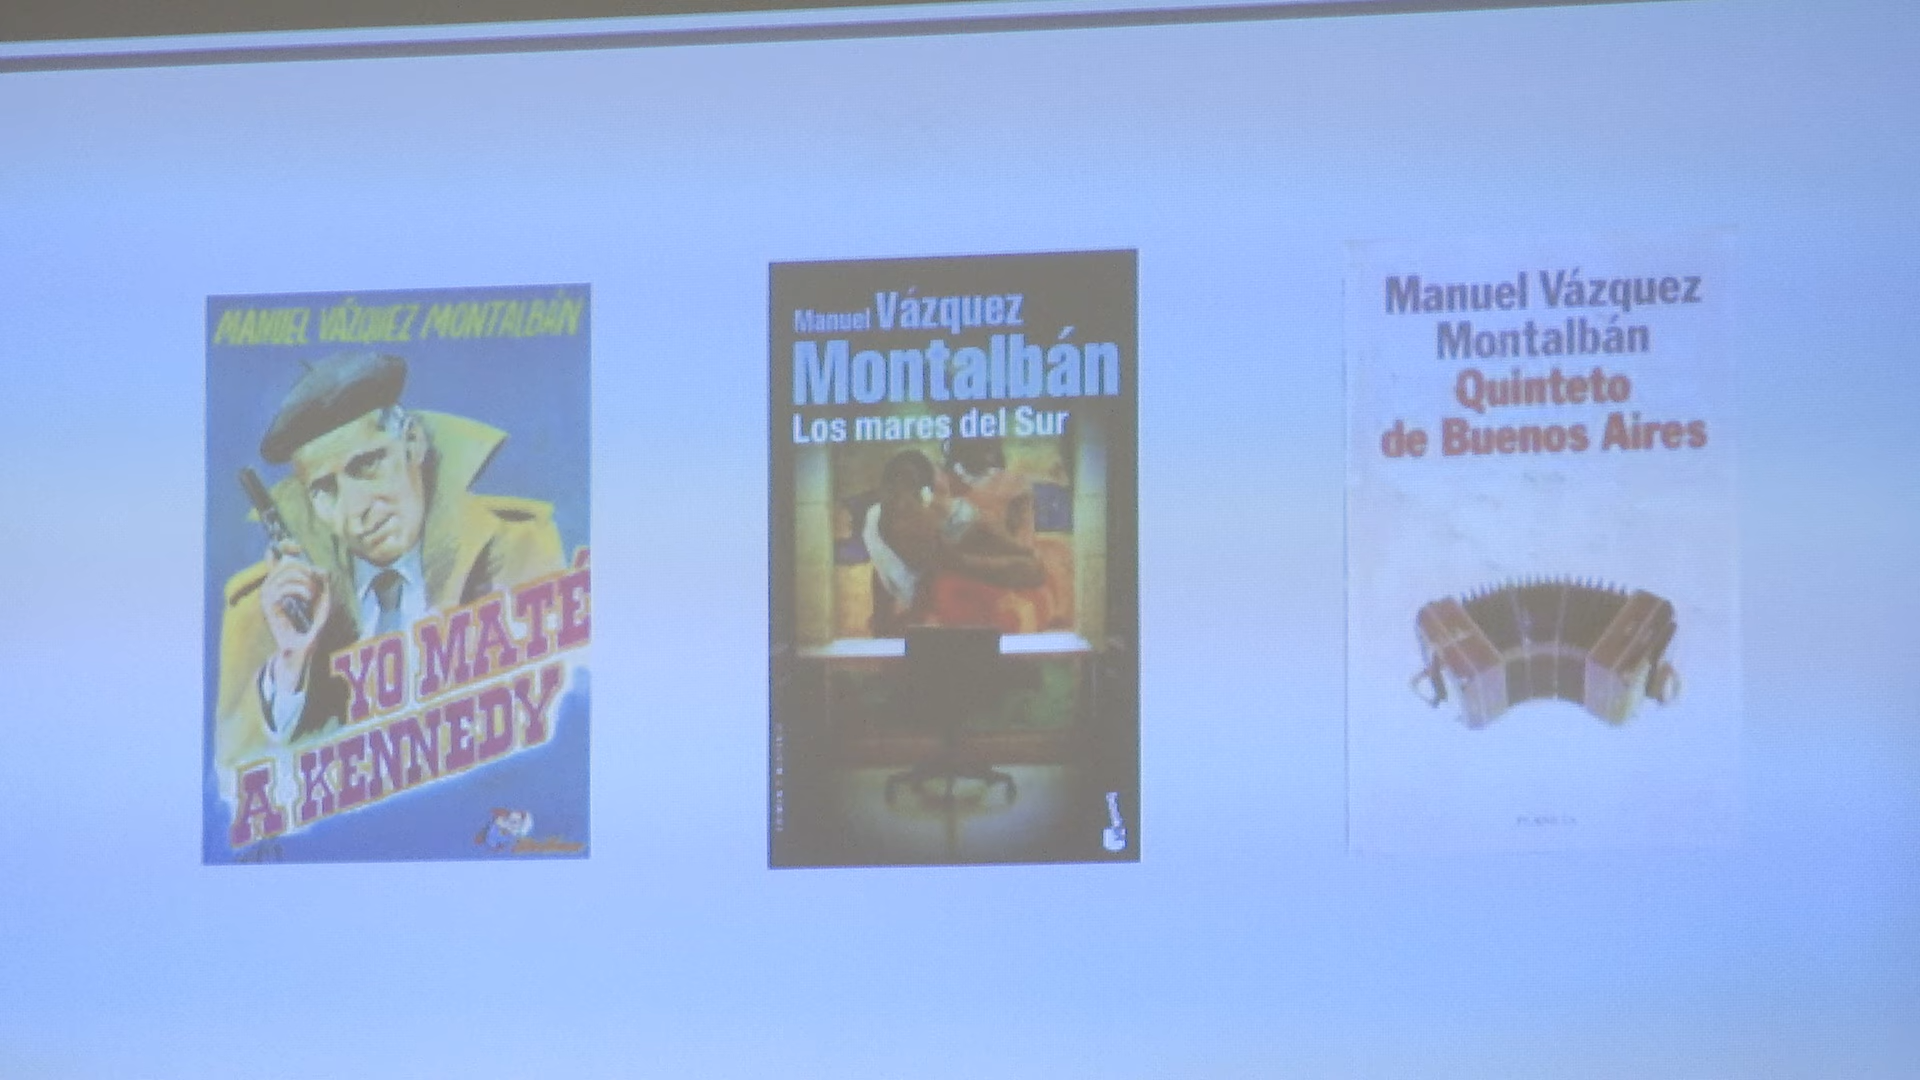 MANUEL VÁZQUEZ MONTALBÁN
YO MATÉ
A KENNEDY
Manuel Vázquez
Montalbán
Los mares del Sur
Manuel Vázquez
Montalbán
Quinteto
de Buenos Aires
PLANETA